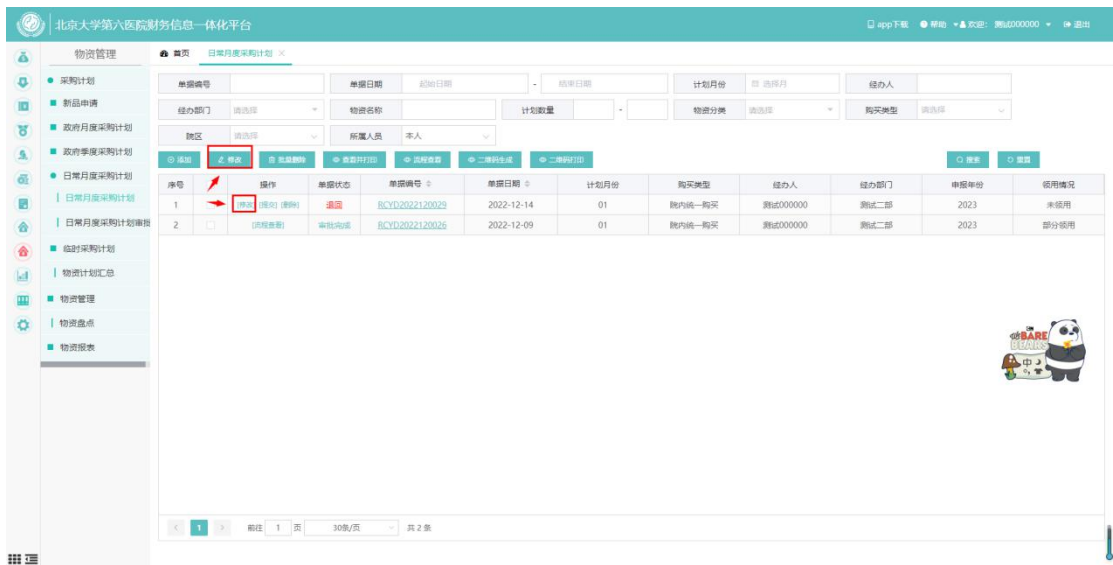 北京大学第六医院财务信息一体化平台 app下载 帮助 欢迎：测试000000 退出
物资管理 首页 日常月度采购计划 ×
采购计划
新品申请
政府月度采购计划
政府季度采购计划
日常月度采购计划
日常月度采购计划
日常月度采购计划审批
临时采购计划
物资计划汇总
物资管理
物资盘点
物资报表
单据编号 单据日期 起始日期 - 结束日期 计划月份 选择月 经办人
经办部门 请选择 物资名称 计划数量 - 物资分类 请选择 购买类型 请选择
院区 请选择 所属人员 本人
添加 修改 批量删除 查看并打印 流程查看 二维码生成 二维码打印 搜索 重置
序号 操作 单据状态 单据编号 单据日期 计划月份 购买类型 经办人 经办部门 申报年份 领用情况
1 [修改] [提交] [删除] 退回 RCYD2022120029 2022-12-14 01 院内统一购买 测试000000 测试二部 2023 未领用
2 [流程查看] 审批完成 RCYD2022120026 2022-12-09 01 院内统一购买 测试000000 测试二部 2023 部分领用
BARE
BEARS
中
< 1 > 前往 1 页 30条/页 共 2 条